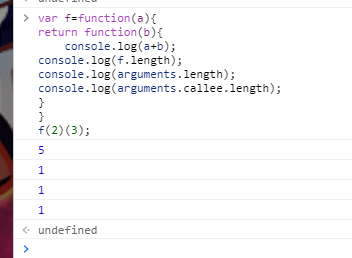 undefined
> var f=function(a){
return function(b){
    console.log(a+b);
console.log(f.length);
console.log(arguments.length);
console.log(arguments.callee.length);
}
}
f(2)(3);
5
1
1
1
undefined
>